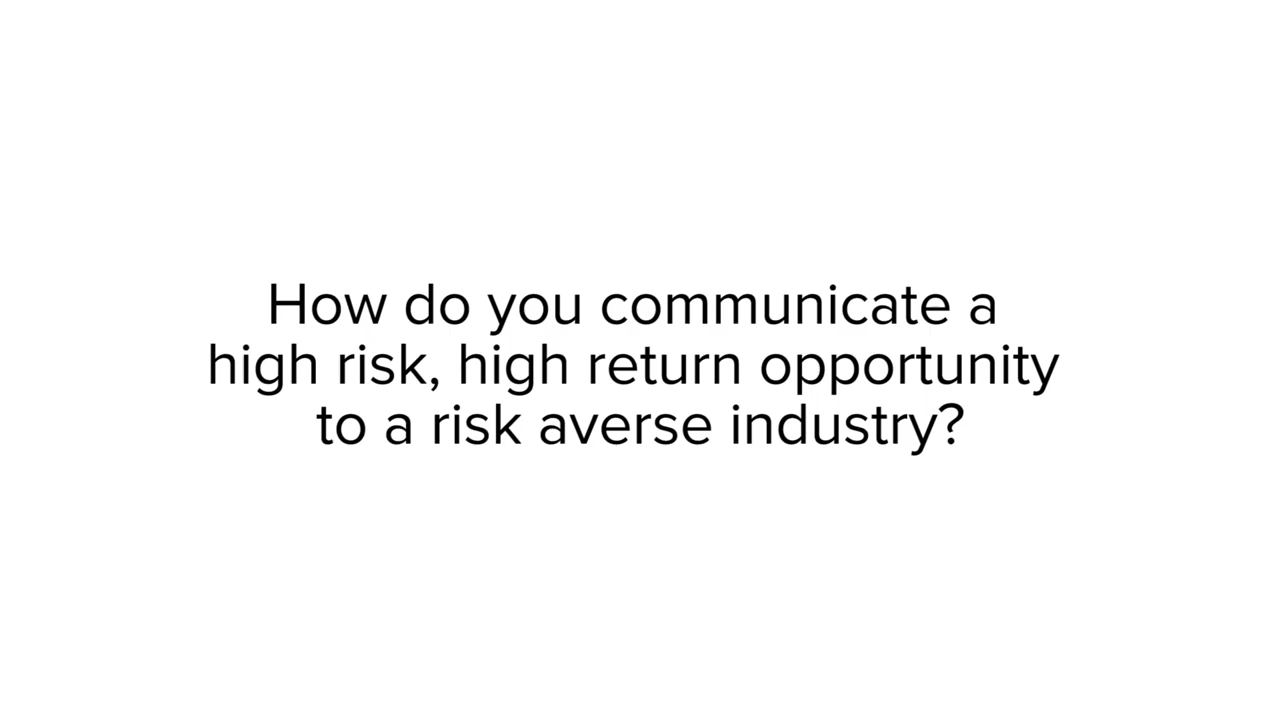 How do you communicate a
high risk, high return opportunity
to a risk averse industry?